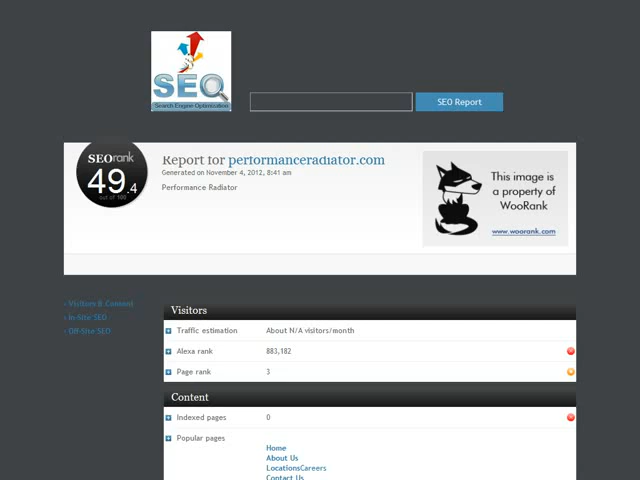 SEO
Search Engine Optimization
SEO Report
SEOrank
49.4
out of 100
Report for performanceradiator.com
Generated on November 4, 2012, 8:41 am
Performance Radiator
This image is
a property of
WooRank
www.woorank.com
Visitors & Content
In-Site SEO
Off-Site SEO
Visitors
Traffic estimation About N/A visitors/month
Alexa rank 883,182
Page rank 3
Content
Indexed pages 0
Popular pages
Home
About Us
LocationsCareers
Contact Us